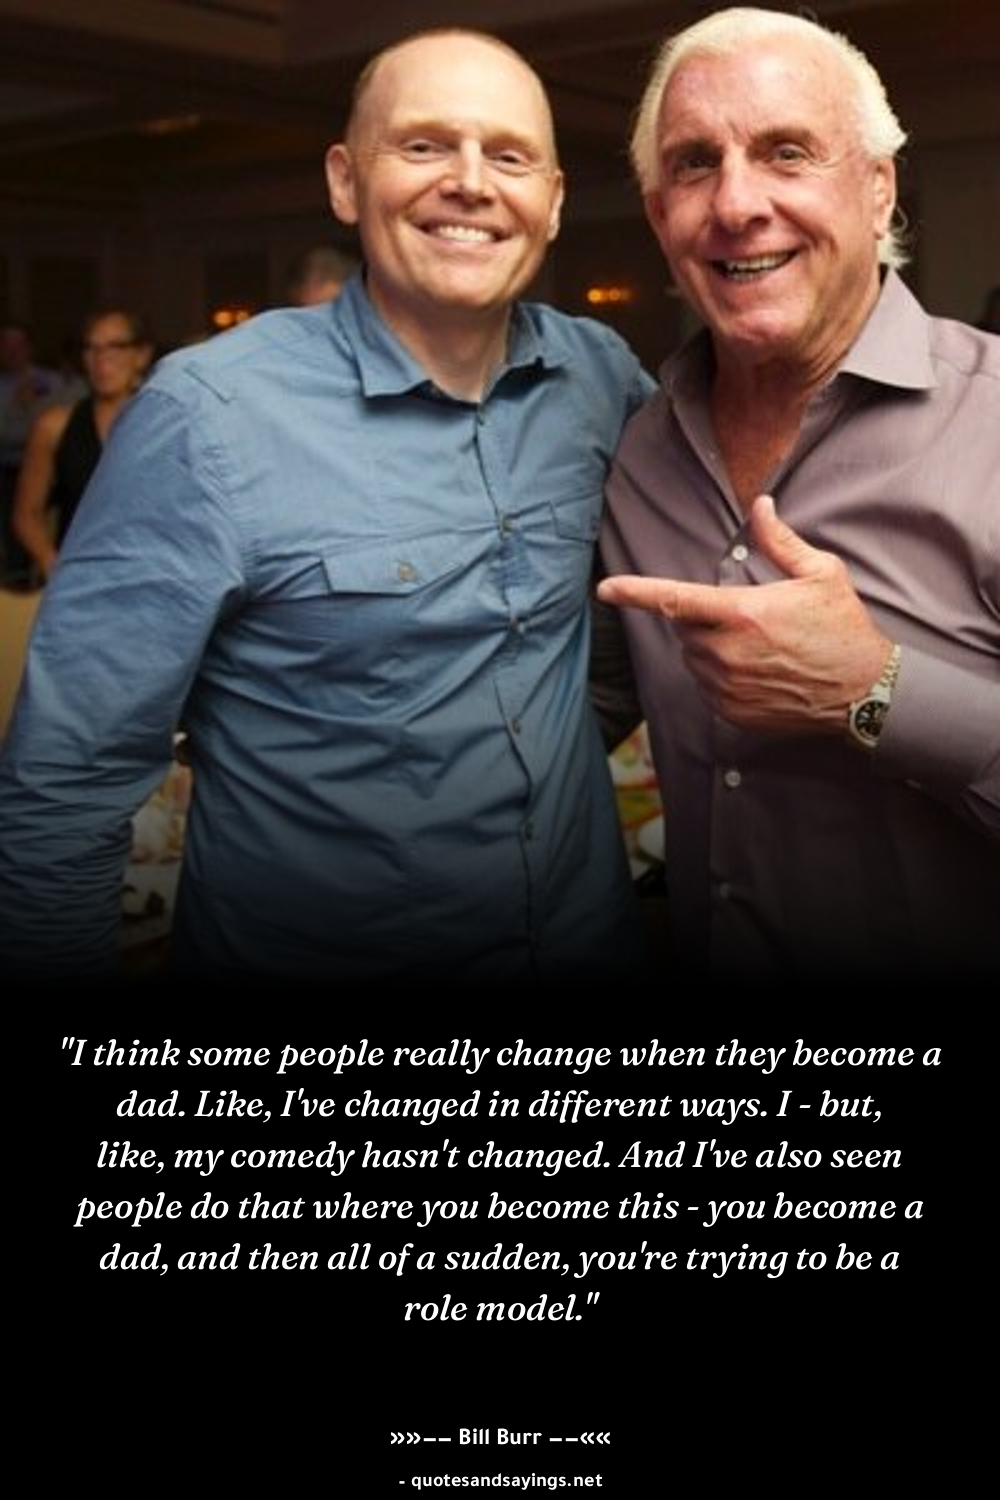 "I think some people really change when they become a
dad. Like, I've changed in different ways. I - but,
like, my comedy hasn't changed. And I've also seen
people do that where you become this - you become a
dad, and then all of a sudden, you're trying to be a
role model."
»»−− Bill Burr −−««
- quotesandsayings.net